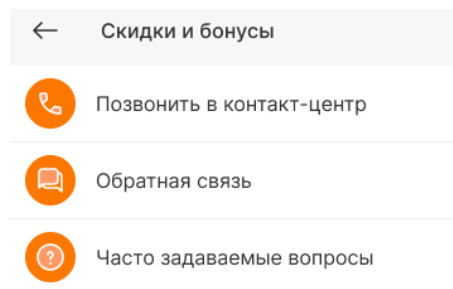 Скидки и бонусы
Позвонить в контакт-центр
Обратная связь
Часто задаваемые вопросы